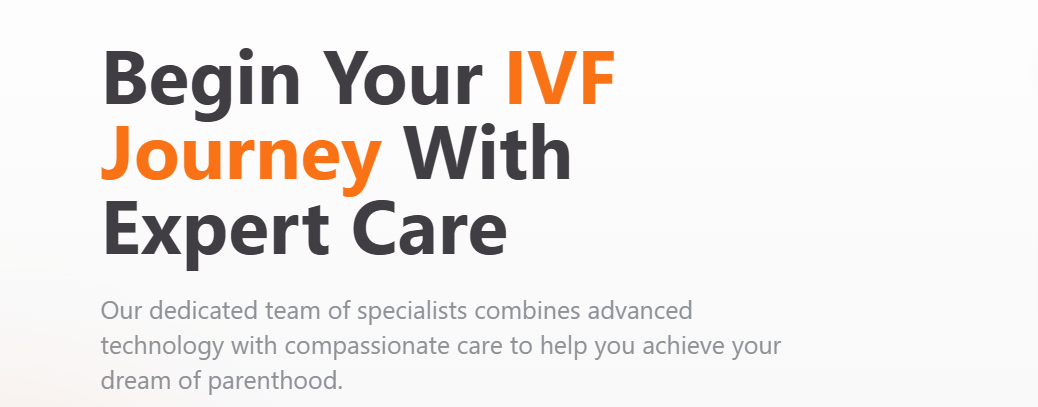 Begin Your IVF
Journey With
Expert Care
Our dedicated team of specialists combines advanced
technology with compassionate care to help you achieve your
dream of parenthood.